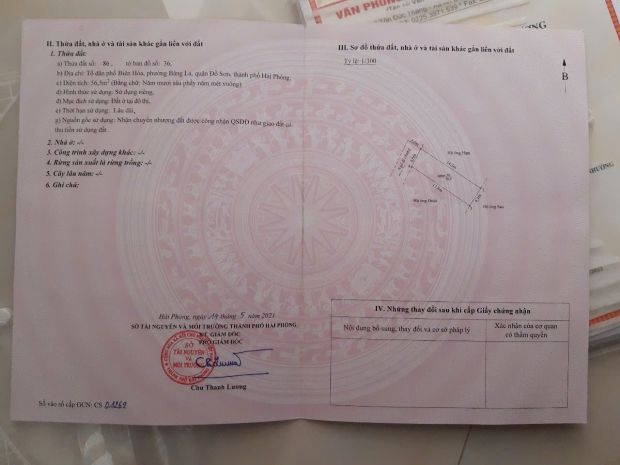 VĂN PHÒNG
II. Thửa đất, nhà ở và tài sản khác gắn liền với đất
1. Thửa đất:
a) Thửa đất số: 86, tờ bản đồ số: 36,
b) Địa chỉ: Tổ dân phố Biên Hòa, phường Bàng La, quận Đồ Sơn, thành phố Hải Phòng,
c) Diện tích: 56,5m² (Bằng chữ: Năm mươi sáu phẩy năm mét vuông)
d) Hình thức sử dụng: Sử dụng riêng,
đ) Mục đích sử dụng: Đất ở tại đô thị,
e) Thời hạn sử dụng: Lâu dài,
g) Nguồn gốc sử dụng: Nhận chuyển nhượng đất được công nhận QSDĐ như giao đất có
thu tiền sử dụng đất.
2. Nhà ở: -/-
3. Công trình xây dựng khác: -/-
4. Rừng sản xuất là rừng trồng: -/-
5. Cây lâu năm: -/-
6. Ghi chú:
Hải Phòng, ngày 14 tháng 5 năm 2021
SỞ TÀI NGUYÊN VÀ MÔI TRƯỜNG THÀNH PHỐ HẢI PHÒNG
KT. GIÁM ĐỐC
PHÓ GIÁM ĐỐC
SỞ
TÀI NGUYÊN
VÀ
MÔI TRƯỜNG
Chu Thanh Lương
Số vào sổ cấp GCN: CS
III. Sơ đồ thửa đất, nhà ở và tài sản khác gắn liền với đất
Tỷ lệ 1/300
B
IV. Những thay đổi sau khi cấp Giấy chứng nhận
Nội dung bổ sung, thay đổi và cơ sở pháp lý
Xác nhận của cơ quan
có thẩm quyền